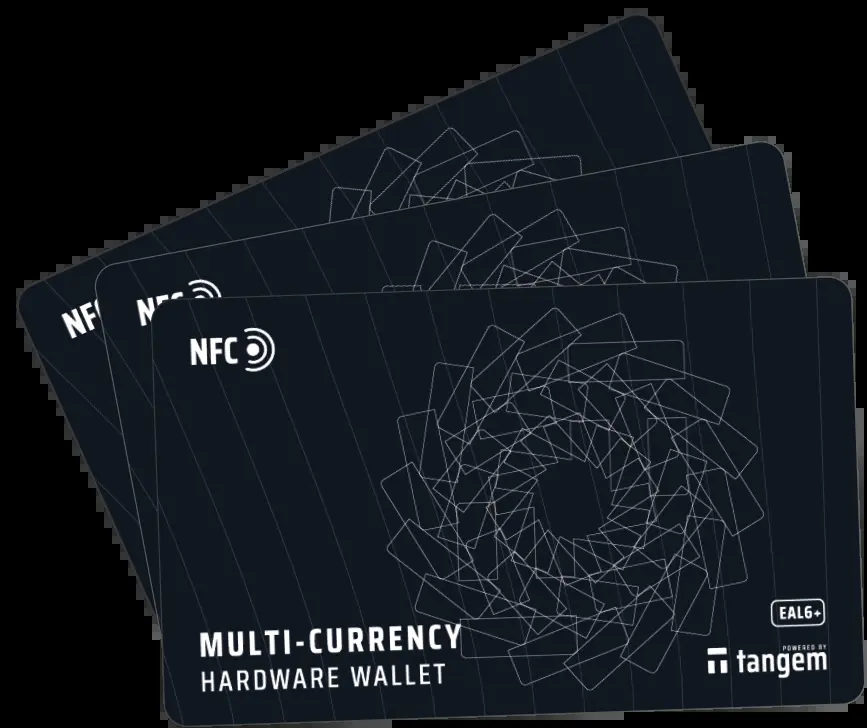 NFC
NFC
NFC
MULTI-CURRENCY
HARDWARE WALLET
EAL6+
POWERED BY
tangem